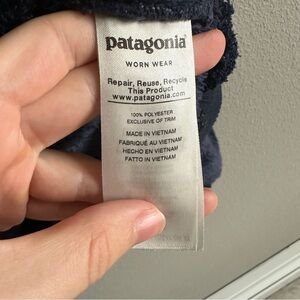 patagonia
WORN WEAR
Repair, Reuse, Recycle
This Product
www.patagonia.com
100% POLYESTER
EXCLUSIVE OF TRIM
MADE IN VIETNAM
FABRIQUÉ AU VIETNAM
HECHO EN VIETNAM
FATTO IN VIETNAM